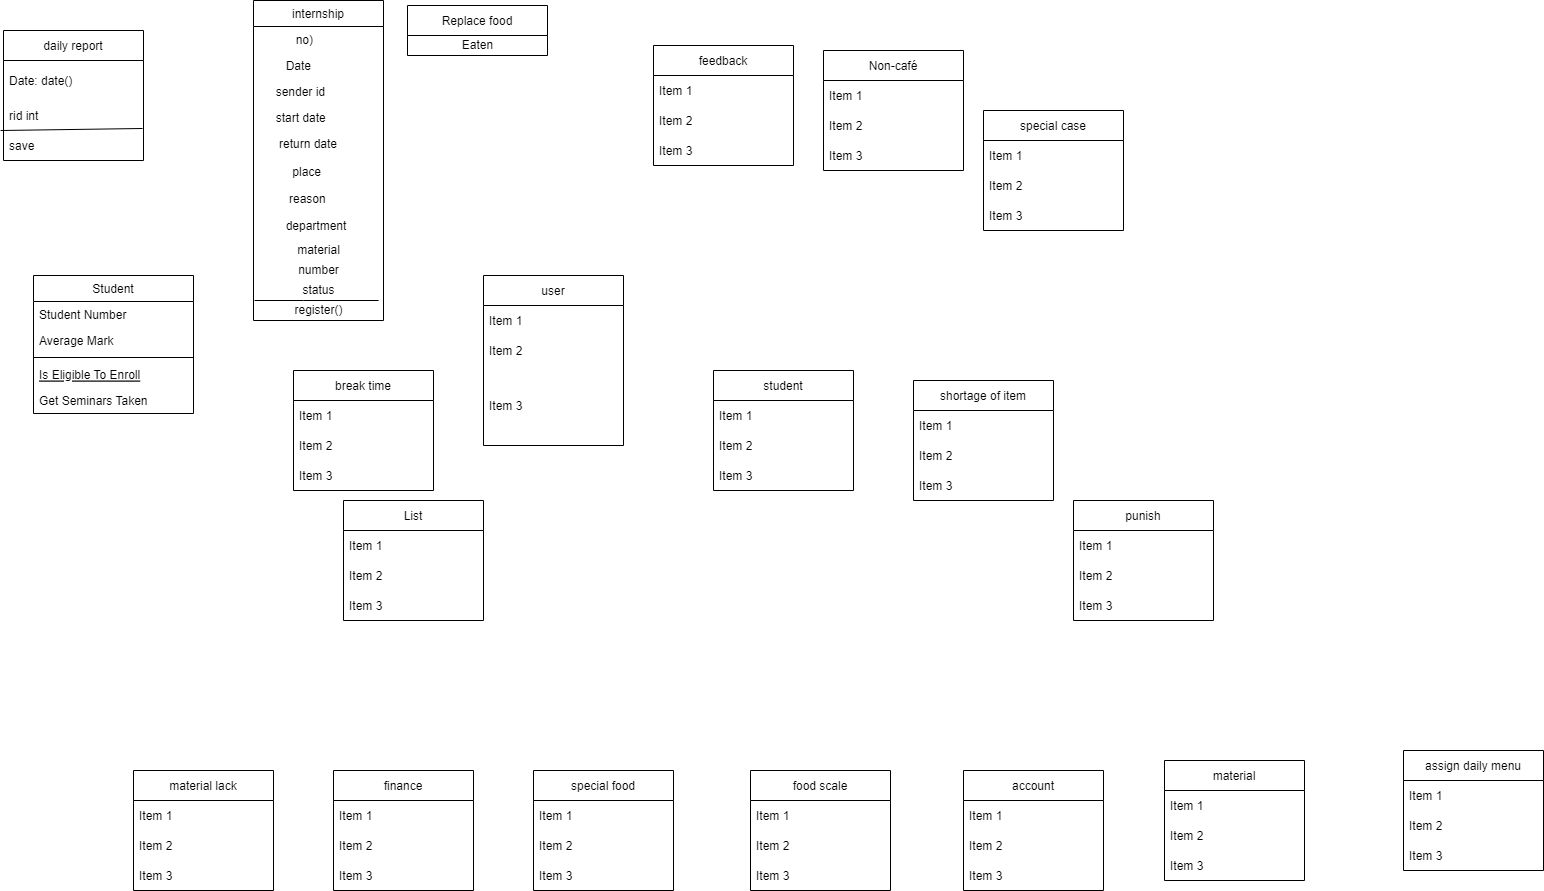 daily report
Date: date()
rid int
save
internship
no)
Date
sender id
start date
return date
place
reason
department
material
number
status
register()
Replace food
Eaten
feedback
Item 1
Item 2
Item 3
Non-café
Item 1
Item 2
Item 3
special case
Item 1
Item 2
Item 3
Student
Student Number
Average Mark
Is Eligible To Enroll
Get Seminars Taken
user
Item 1
Item 2
Item 3
break time
Item 1
Item 2
Item 3
student
Item 1
Item 2
Item 3
shortage of item
Item 1
Item 2
Item 3
List
Item 1
Item 2
Item 3
punish
Item 1
Item 2
Item 3
material lack
Item 1
Item 2
Item 3
finance
Item 1
Item 2
Item 3
special food
Item 1
Item 2
Item 3
food scale
Item 1
Item 2
Item 3
account
Item 1
Item 2
Item 3
material
Item 1
Item 2
Item 3
assign daily menu
Item 1
Item 2
Item 3